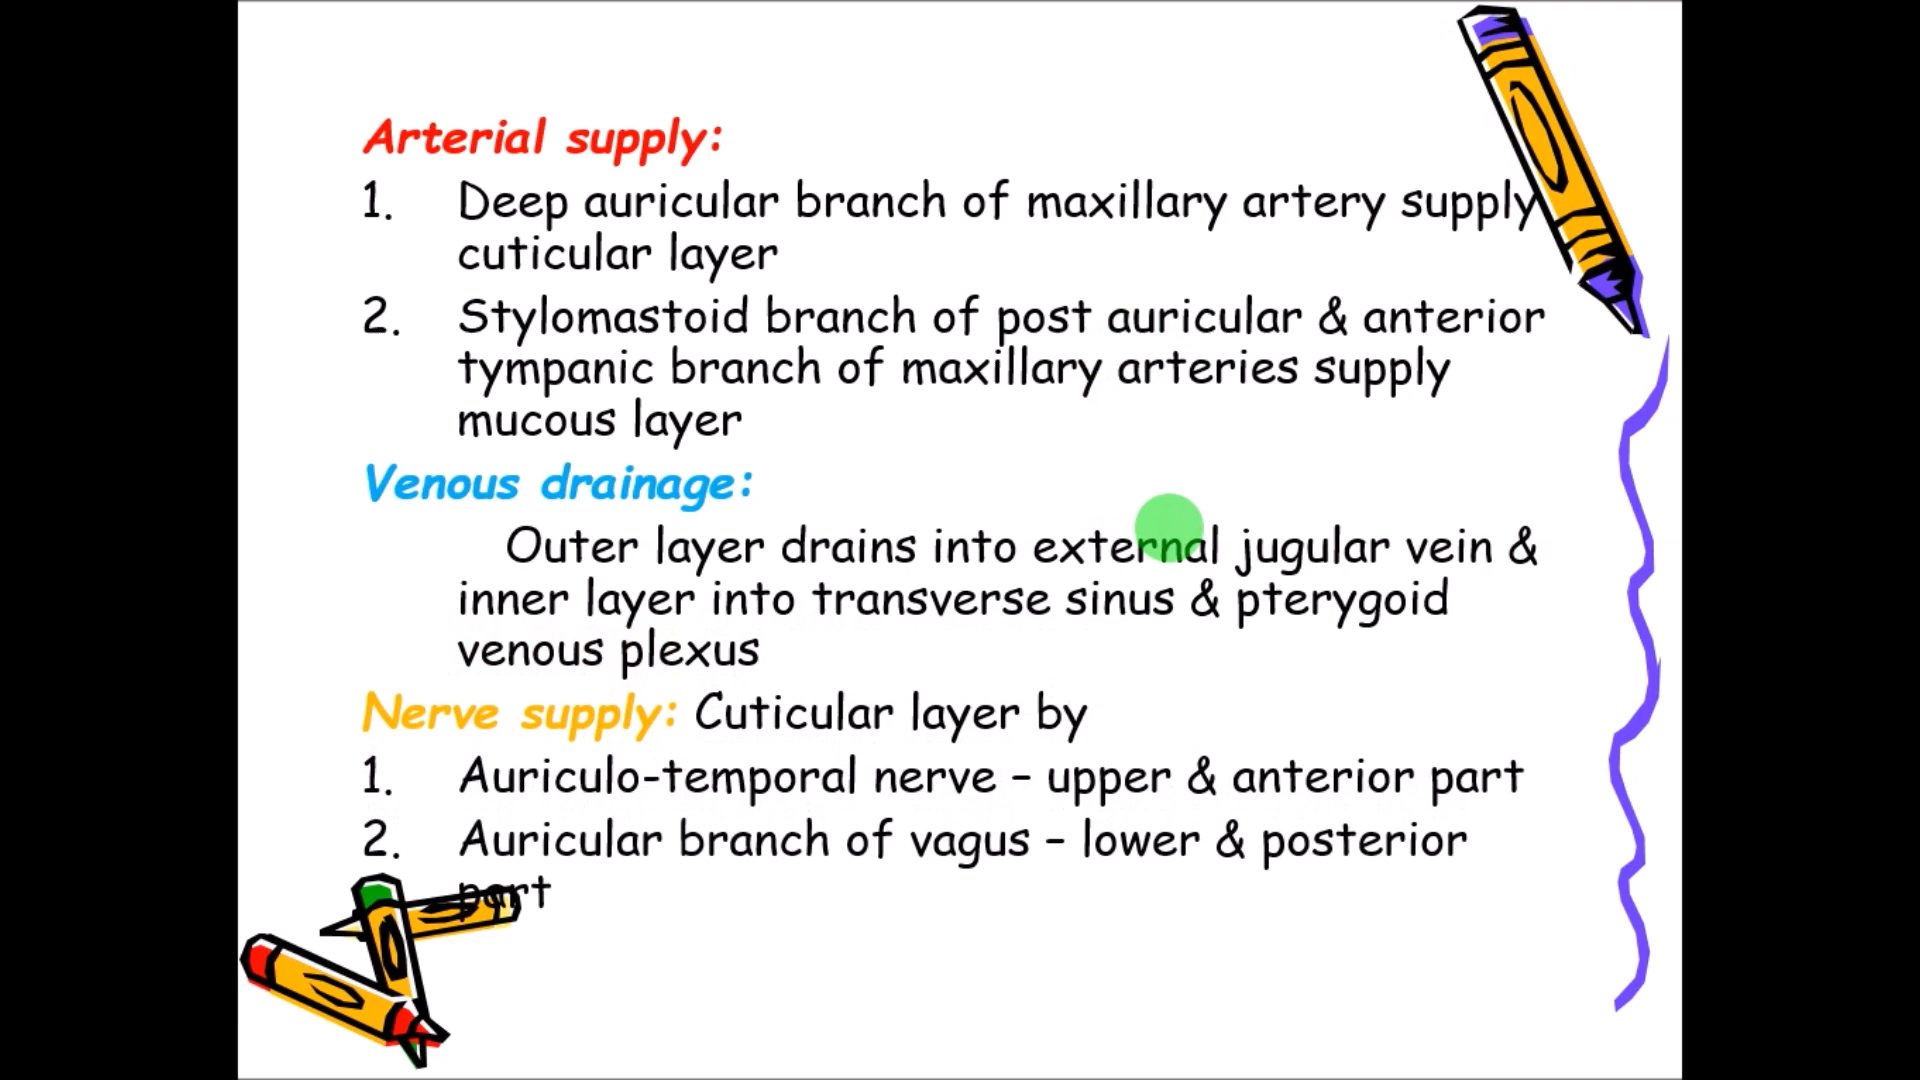 Arterial supply:
1. Deep auricular branch of maxillary artery supply
cuticular layer
2. Stylomastoid branch of post auricular & anterior
tympanic branch of maxillary arteries supply
mucous layer
Venous drainage:
Outer layer drains into external jugular vein &
inner layer into transverse sinus & pterygoid
venous plexus
Nerve supply: Cuticular layer by
1. Auriculo-temporal nerve – upper & anterior part
2. Auricular branch of vagus – lower & posterior
part